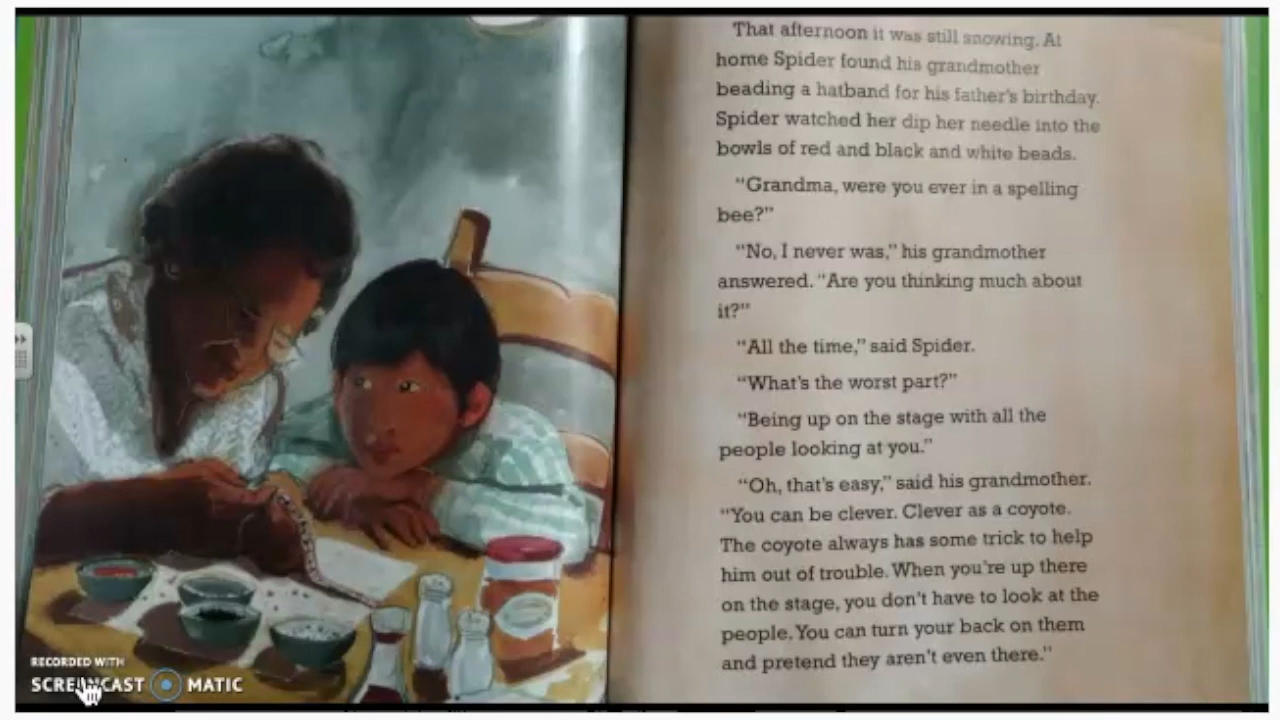 That afternoon it was still snowing. At
home Spider found his grandmother
beading a hatband for his father's birthday.
Spider watched her dip her needle into the
bowls of red and black and white beads.
"Grandma, were you ever in a spelling
bee?"
"No, I never was," his grandmother
answered. "Are you thinking much about
it?"
"All the time," said Spider.
"What's the worst part?"
"Being up on the stage with all the
people looking at you."
"Oh, that's easy," said his grandmother.
"You can be clever. Clever as a coyote.
The coyote always has some trick to help
him out of trouble. When you're up there
on the stage, you don't have to look at the
people. You can turn your back on them
and pretend they aren't even there."
RECORDED WITH
SCREENCAST MATIC